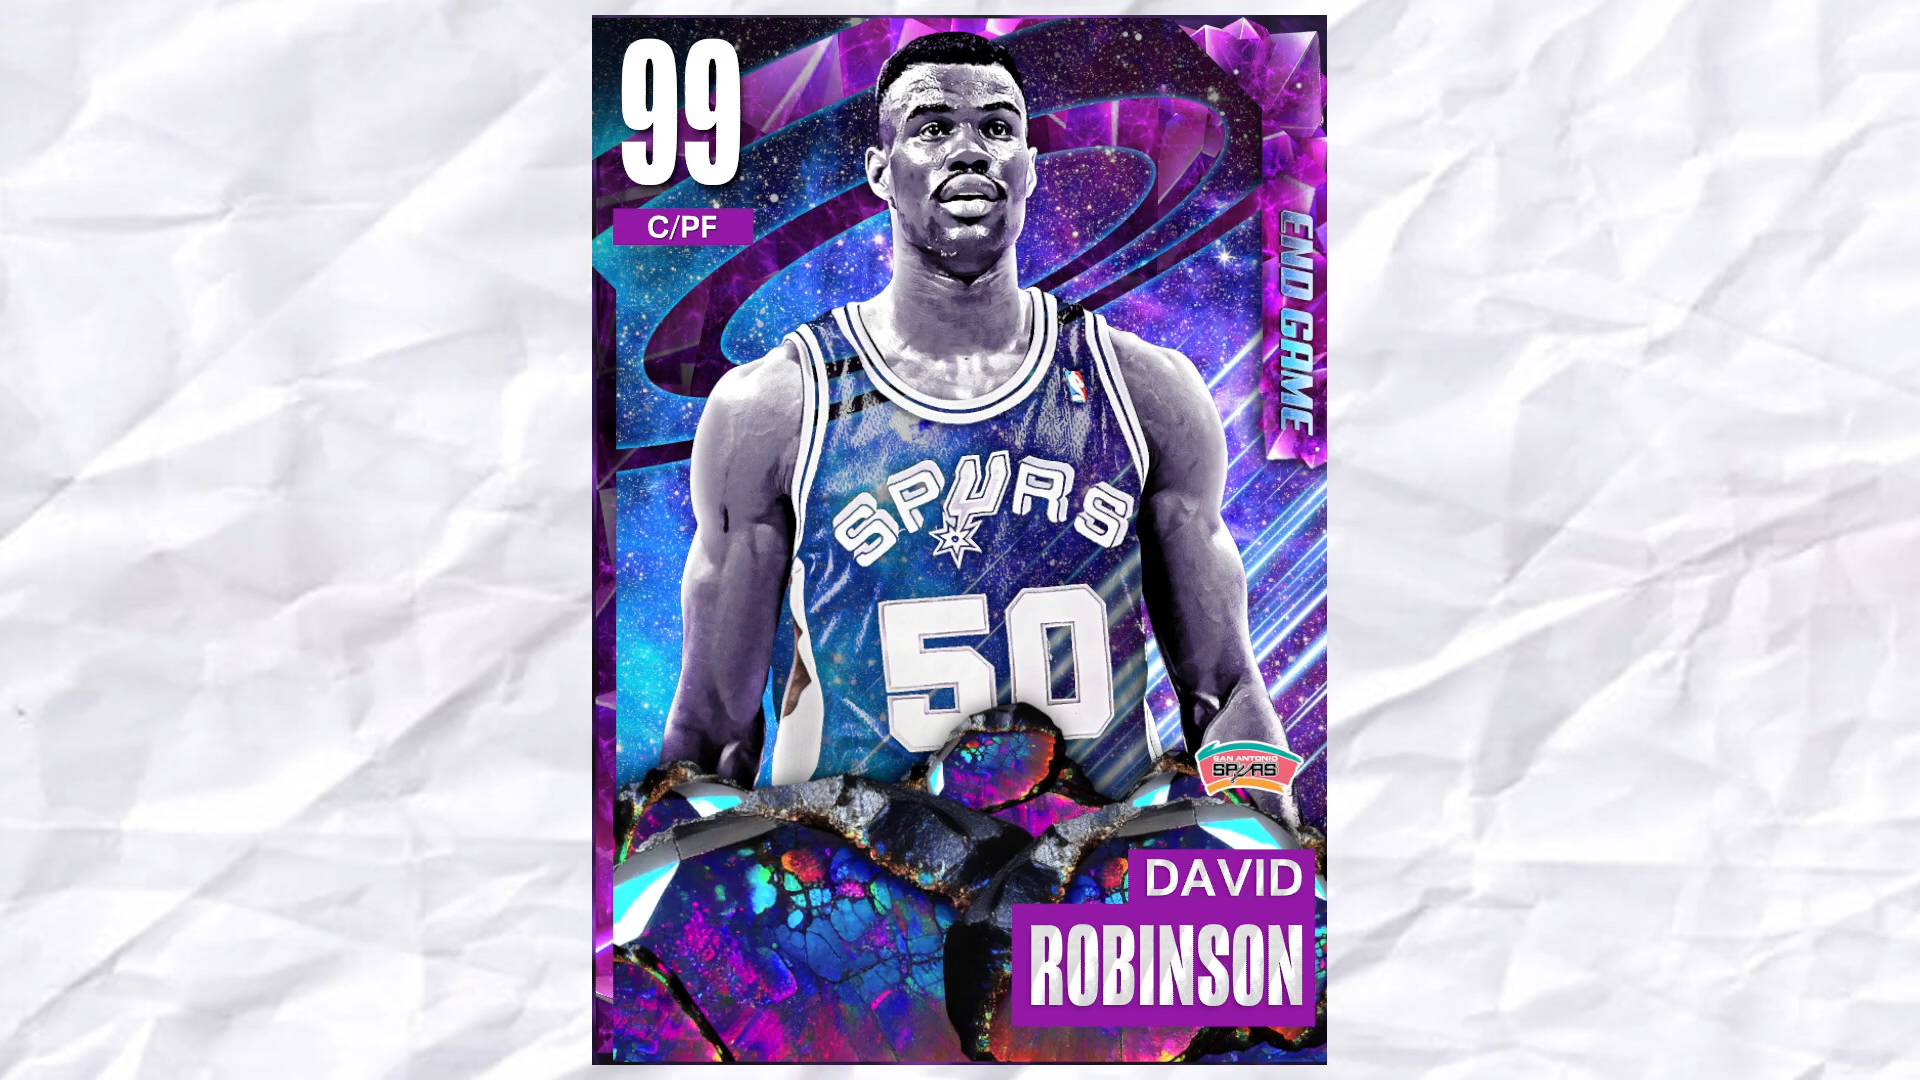 99
C/PF
END GAME
SPURS
50
SAN ANTONIO
SPURS
DAVID
ROBINSON